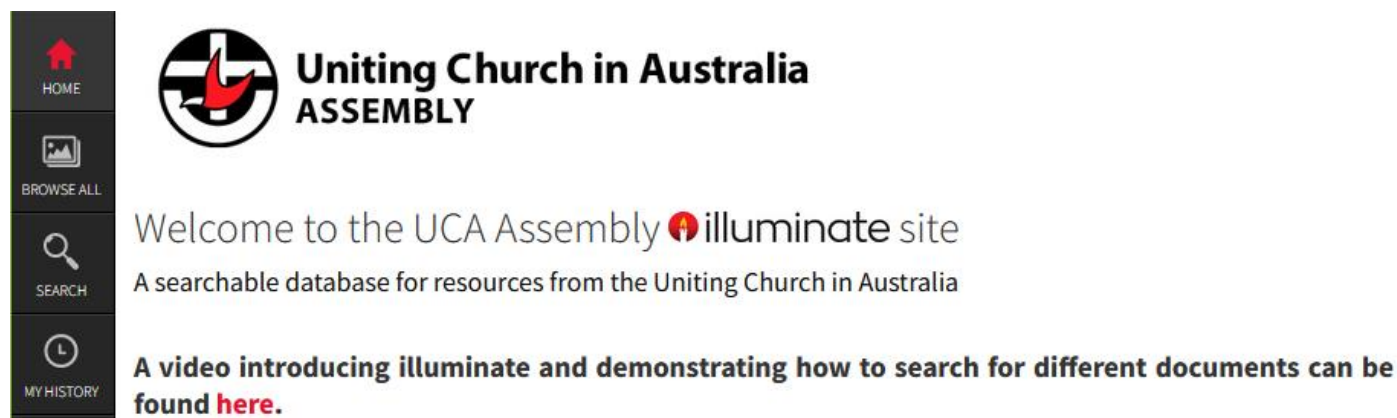 HOME
BROWSE ALL
SEARCH
MY HISTORY
Uniting Church in Australia
ASSEMBLY
Welcome to the UCA Assembly illuminate site
A searchable database for resources from the Uniting Church in Australia
A video introducing illuminate and demonstrating how to search for different documents can be
found here.